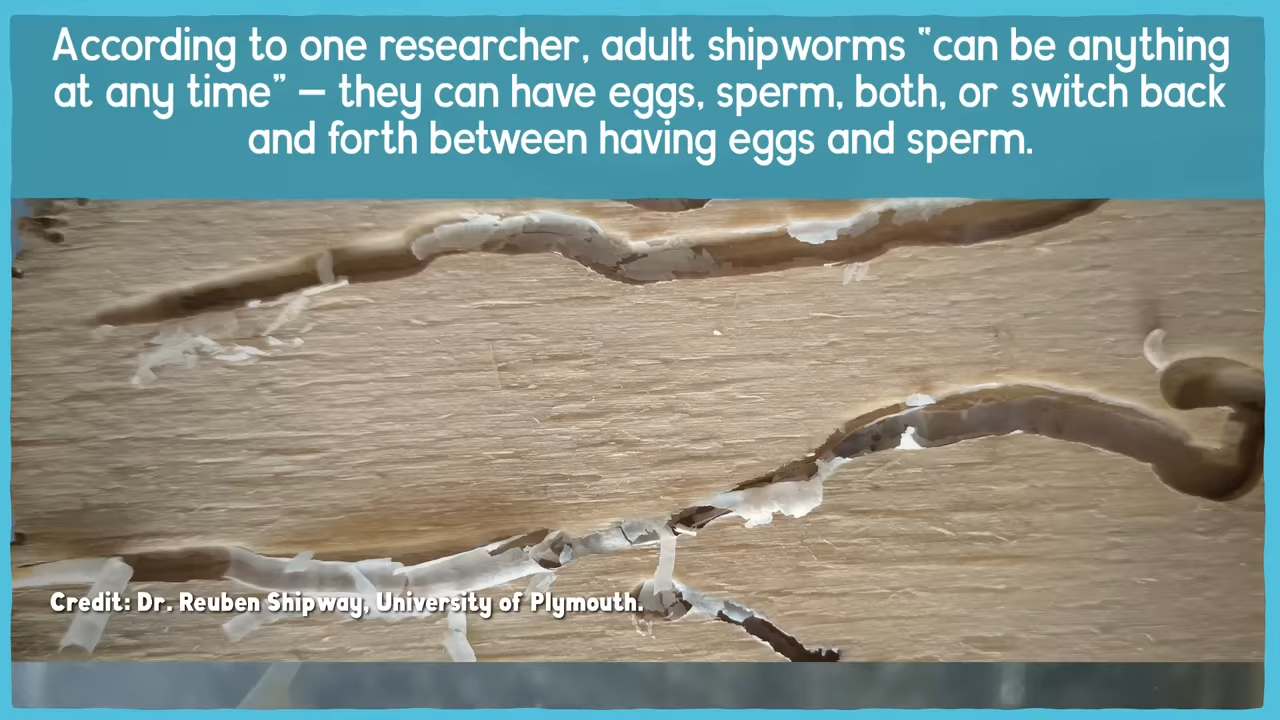 According to one researcher, adult shipworms "can be anything
at any time" – they can have eggs, sperm, both, or switch back
and forth between having eggs and sperm.
Credit: Dr. Reuben Shipway, University of Plymouth.